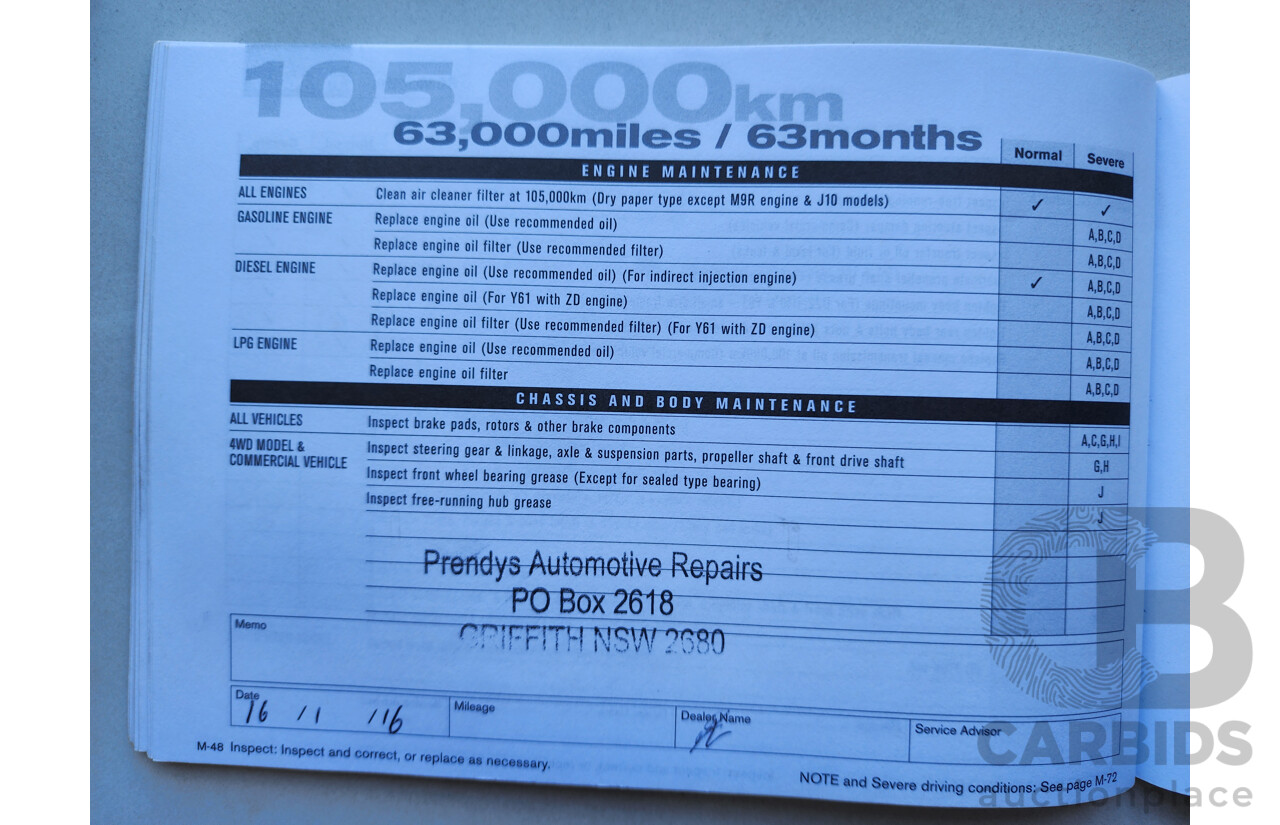 105,000km
63,000miles / 63months
Normal Severe
ENGINE MAINTENANCE
ALL ENGINES Clean air cleaner filter at 105,000km (Dry paper type except M9R engine & J10 models) ✓ ✓
GASOLINE ENGINE Replace engine oil (Use recommended oil) A,B,C,D
Replace engine oil filter (Use recommended filter) A,B,C,D
DIESEL ENGINE Replace engine oil (Use recommended oil) (For indirect injection engine) ✓ A,B,C,D
Replace engine oil (For Y61 with ZD engine) A,B,C,D
Replace engine oil filter (Use recommended filter) (For Y61 with ZD engine) A,B,C,D
LPG ENGINE Replace engine oil (Use recommended oil) A,B,C,D
Replace engine oil filter A,B,C,D
CHASSIS AND BODY MAINTENANCE
ALL VEHICLES Inspect brake pads, rotors & other brake components A,C,G,H,I
4WD MODEL & Inspect steering gear & linkage, axle & suspension parts, propeller shaft & front drive shaft G,H
COMMERCIAL VEHICLE Inspect front wheel bearing grease (Except for sealed type bearing) J
Inspect free-running hub grease J
Prendys Automotive Repairs
PO Box 2618
GRIFFITH NSW 2680
Memo
Date Mileage Dealer Name Service Advisor
16 / 1 / 16
M-48 Inspect: Inspect and correct, or replace as necessary.
NOTE and Severe driving conditions: See page M-72
CB
CARBIDS
auctionplace